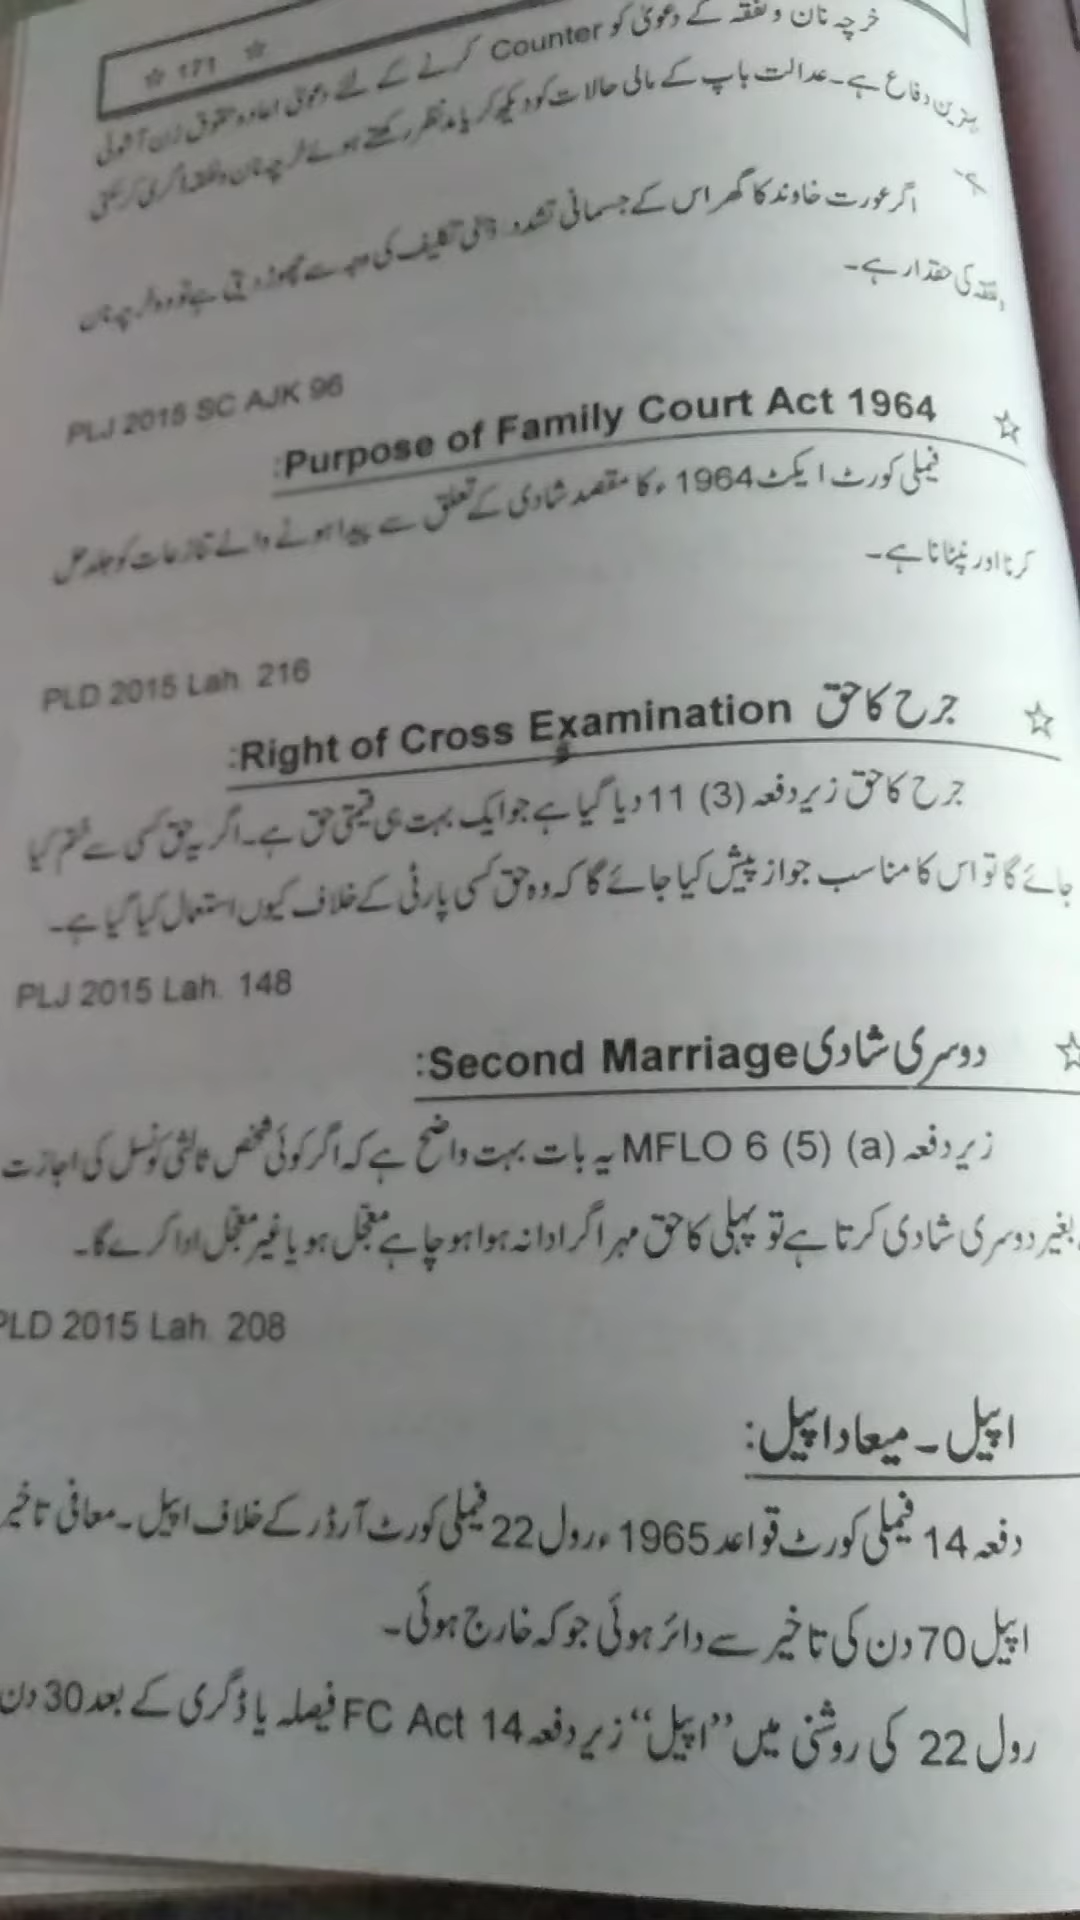 ☆ 171 ☆
خرچہ نان و نفقہ کے دعویٰ کو Counter کرنے کے لئے دعویٰ اعادہ حقوق زن آشوئی
بہترین دفاع ہے۔ عدالت باپ کے مالی حالات کو دیکھ کر یا مدنظر رکھتے ہوئے خرچہ نان و نفقہ ڈگری کر سکتی
ہے۔
اگر عورت خاوند کا گھر اس کے جسمانی تشدد، ذہنی تکلیف کی وجہ سے چھوڑ دیتی ہے تو وہ خرچہ نان
و نفقہ کی حقدار ہے۔
PLJ 2015 SC AJK 96
☆ Purpose of Family Court Act 1964:
فیملی کورٹ ایکٹ 1964ء کا مقصد شادی کے تعلق سے پیدا ہونے والے تنازعات کو جلد حل
کرنا اور نپٹانا ہے۔
PLD 2015 Lah. 216
☆ جرح کا حق Right of Cross Examination:
جرح کا حق زیر دفعہ 11 (3) دیا گیا ہے جو ایک بہت ہی قیمتی حق ہے۔ اگر یہ حق کسی سے ختم کیا
جائے گا تو اس کا مناسب جواز پیش کیا جائے گا کہ وہ حق کسی پارٹی کے خلاف کیوں استعمال کیا گیا ہے۔
PLJ 2015 Lah. 148
☆ دوسری شادی Second Marriage:
زیر دفعہ MFLO 6 (5) (a) یہ بات بہت واضح ہے کہ اگر کوئی شخص ثالثی کونسل کی اجازت
بغیر دوسری شادی کرتا ہے تو پہلی کا حق مہر اگر ادا نہ ہوا ہو چاہے معجل ہو یا غیر معجل ادا کرے گا۔
PLD 2015 Lah. 208
اپیل ۔ میعاد اپیل:
دفعہ 14 فیملی کورٹ قواعد 1965ء رول 22 فیملی کورٹ آرڈر کے خلاف اپیل ۔ معافی تاخیر
اپیل 70 دن کی تاخیر سے دائر ہوئی جو کہ خارج ہوئی۔
رول 22 کی روشنی میں ”اپیل“ زیر دفعہ 14 FC Act فیصلہ یا ڈگری کے بعد 30 دن